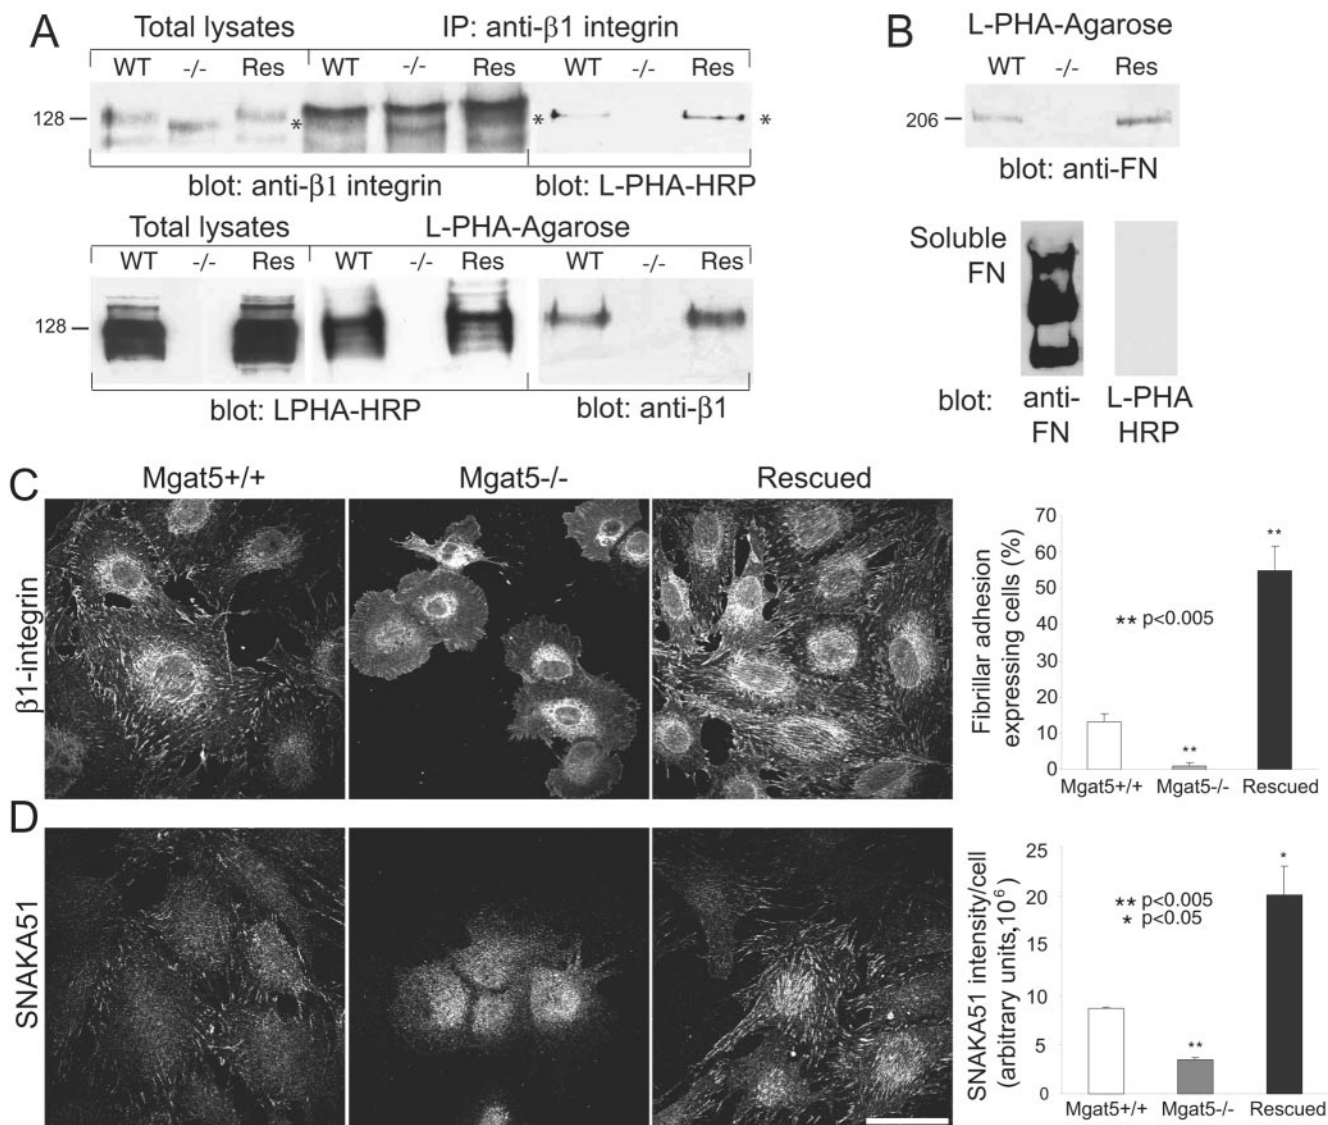 A
Total lysates
IP: anti-β1 integrin
WT -/- Res WT -/- Res WT -/- Res
128
* * *
blot: anti-β1 integrin
blot: L-PHA-HRP
Total lysates
L-PHA-Agarose
WT -/- Res WT -/- Res WT -/- Res
128
blot: LPHA-HRP
blot: anti-β1
B
L-PHA-Agarose
WT -/- Res
206
blot: anti-FN
Soluble
FN
blot: anti- L-PHA
FN HRP
C
Mgat5+/+
Mgat5-/-
Rescued
β1-integrin
Fibrillar adhesion
expressing cells (%)
70
60
50
40
30
20
10
0
**
** p<0.005
**
Mgat5+/+ Mgat5-/- Rescued
D
SNAKA51
SNAKA51 intensity/cell
(arbitrary units,10⁶)
25
20
15
10
5
0
*
** p<0.005
* p<0.05
**
Mgat5+/+ Mgat5-/- Rescued